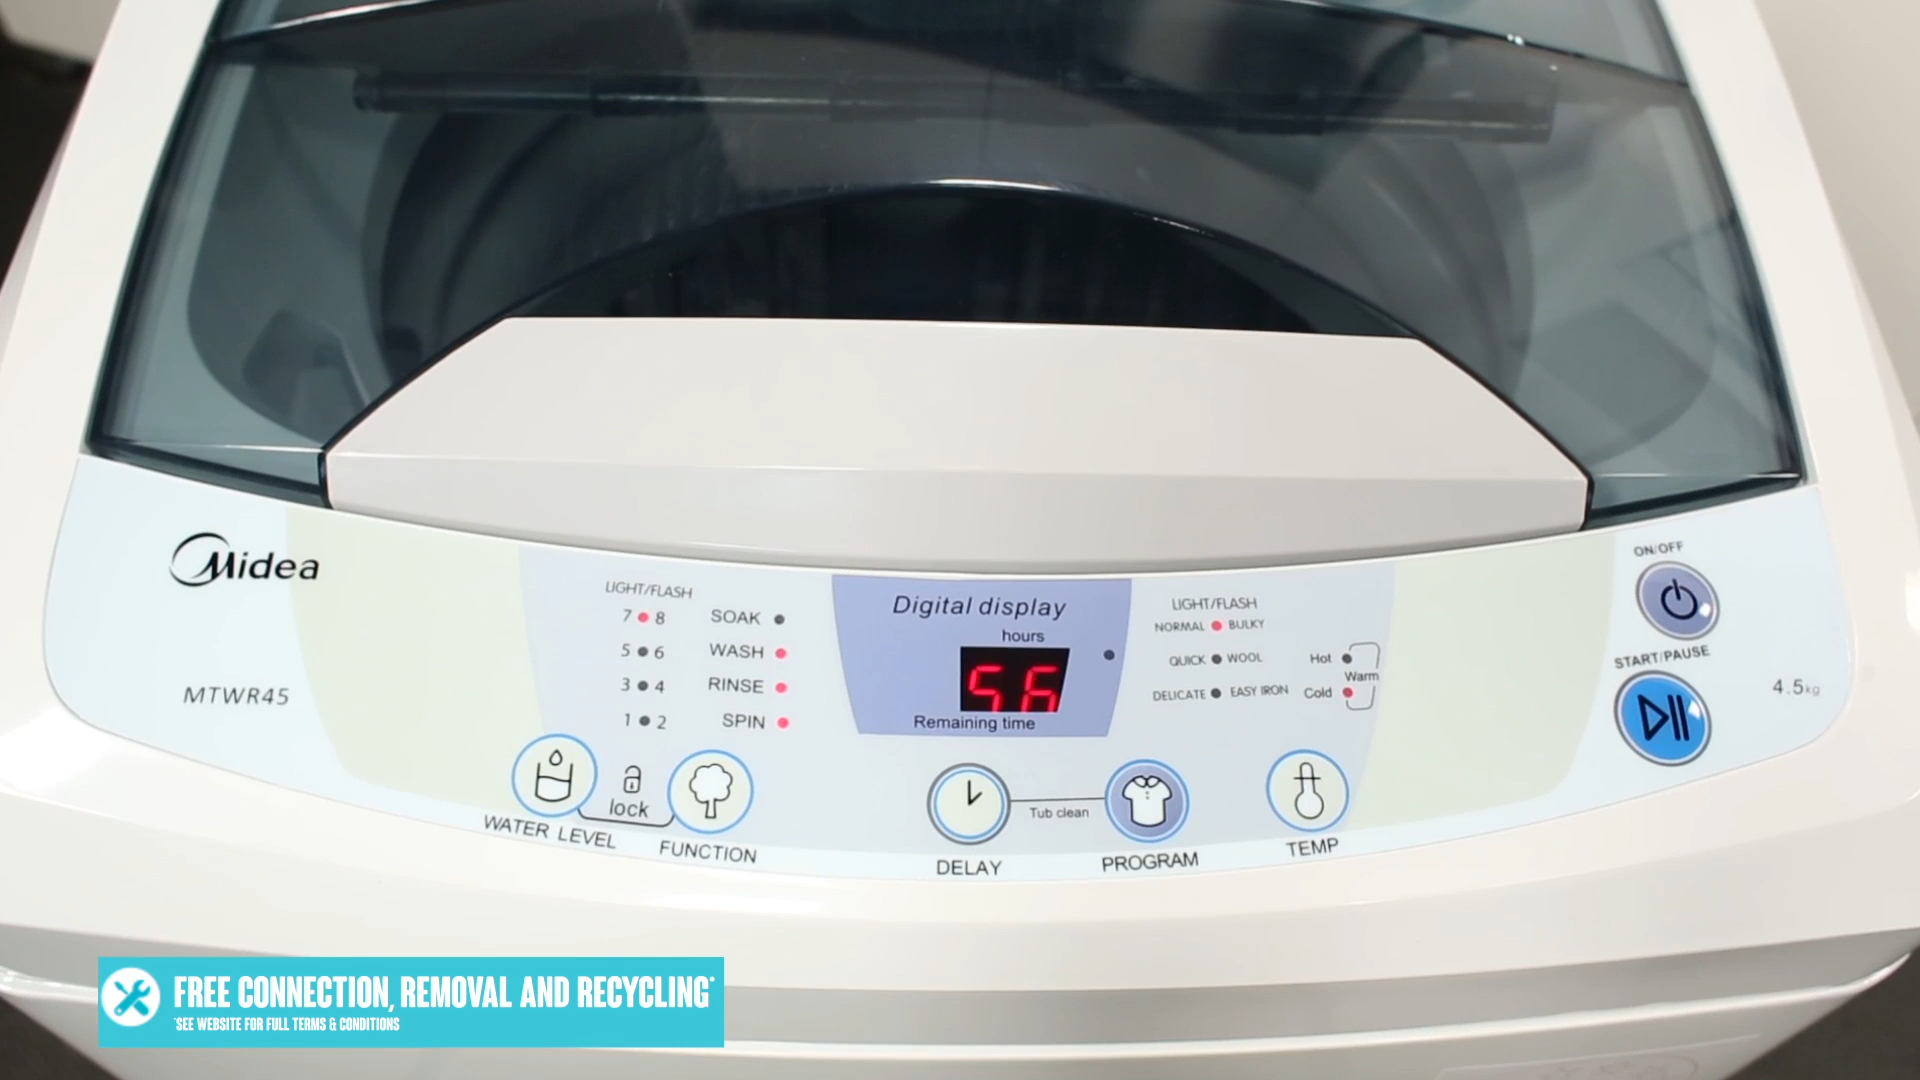 Midea
MTWR45
LIGHT/FLASH
7 8
5 6
3 4
1 2
SOAK
WASH
RINSE
SPIN
lock
WATER LEVEL
FUNCTION
Digital display
hours
56
Remaining time
DELAY
Tub clean
PROGRAM
LIGHT/FLASH
NORMAL BULKY
QUICK WOOL
DELICATE EASY IRON
Hot
Warm
Cold
TEMP
ON/OFF
START/PAUSE
4.5kg
FREE CONNECTION, REMOVAL AND RECYCLING*
*SEE WEBSITE FOR FULL TERMS & CONDITIONS